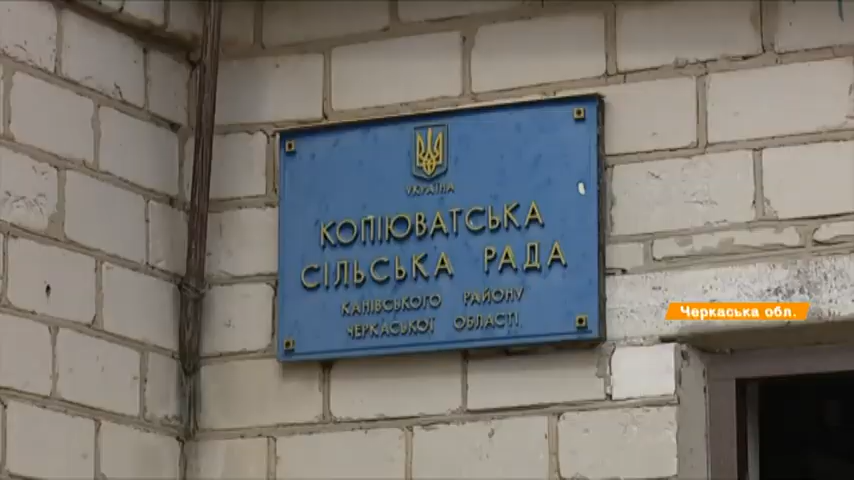 УКРАЇНА
КОПІЮВАТСЬКА
СІЛЬСЬКА РАДА
КАНІВСЬКОГО РАЙОНУ
ЧЕРКАСЬКОЇ ОБЛАСТІ
Черкаська обл.